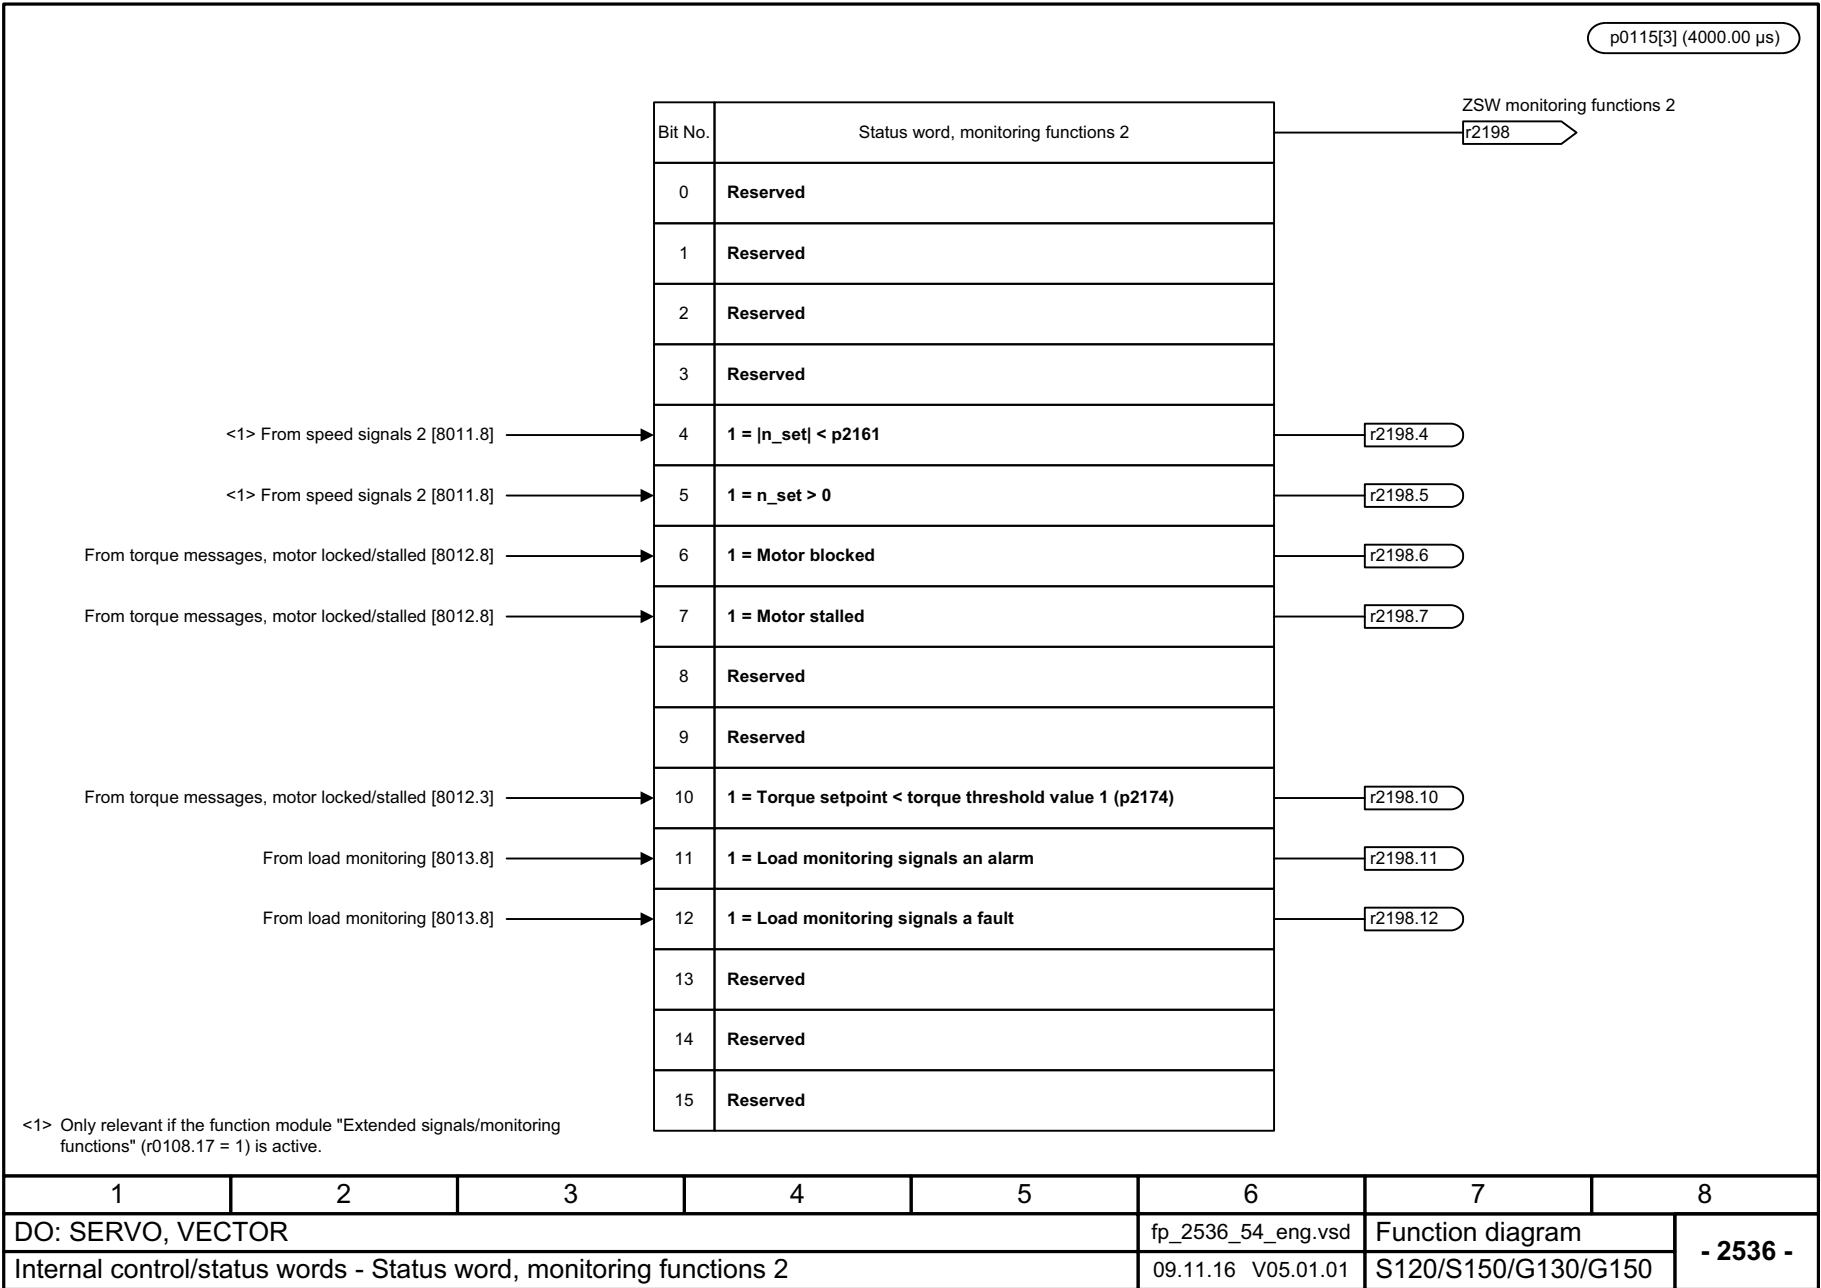 p0115[3] (4000.00 µs)
ZSW monitoring functions 2
Bit No. Status word, monitoring functions 2 r2198
0 Reserved
1 Reserved
2 Reserved
3 Reserved
<1> From speed signals 2 [8011.8] 4 1 = |n_set| < p2161 r2198.4
<1> From speed signals 2 [8011.8] 5 1 = n_set > 0 r2198.5
From torque messages, motor locked/stalled [8012.8] 6 1 = Motor blocked r2198.6
From torque messages, motor locked/stalled [8012.8] 7 1 = Motor stalled r2198.7
8 Reserved
9 Reserved
From torque messages, motor locked/stalled [8012.3] 10 1 = Torque setpoint < torque threshold value 1 (p2174) r2198.10
From load monitoring [8013.8] 11 1 = Load monitoring signals an alarm r2198.11
From load monitoring [8013.8] 12 1 = Load monitoring signals a fault r2198.12
13 Reserved
14 Reserved
15 Reserved
<1> Only relevant if the function module "Extended signals/monitoring
functions" (r0108.17 = 1) is active.
1 2 3 4 5 6 7 8
DO: SERVO, VECTOR fp_2536_54_eng.vsd Function diagram
- 2536 -
Internal control/status words - Status word, monitoring functions 2 09.11.16 V05.01.01 S120/S150/G130/G150